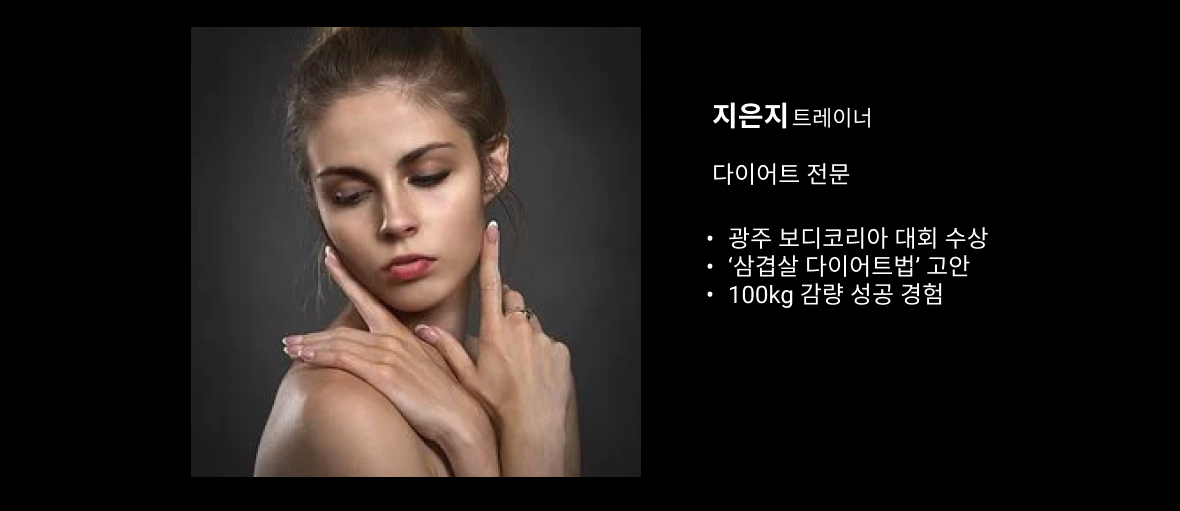 지은지 트레이너
다이어트 전문
• 광주 보디코리아 대회 수상
• ‘삼겹살 다이어트법’ 고안
• 100kg 감량 성공 경험